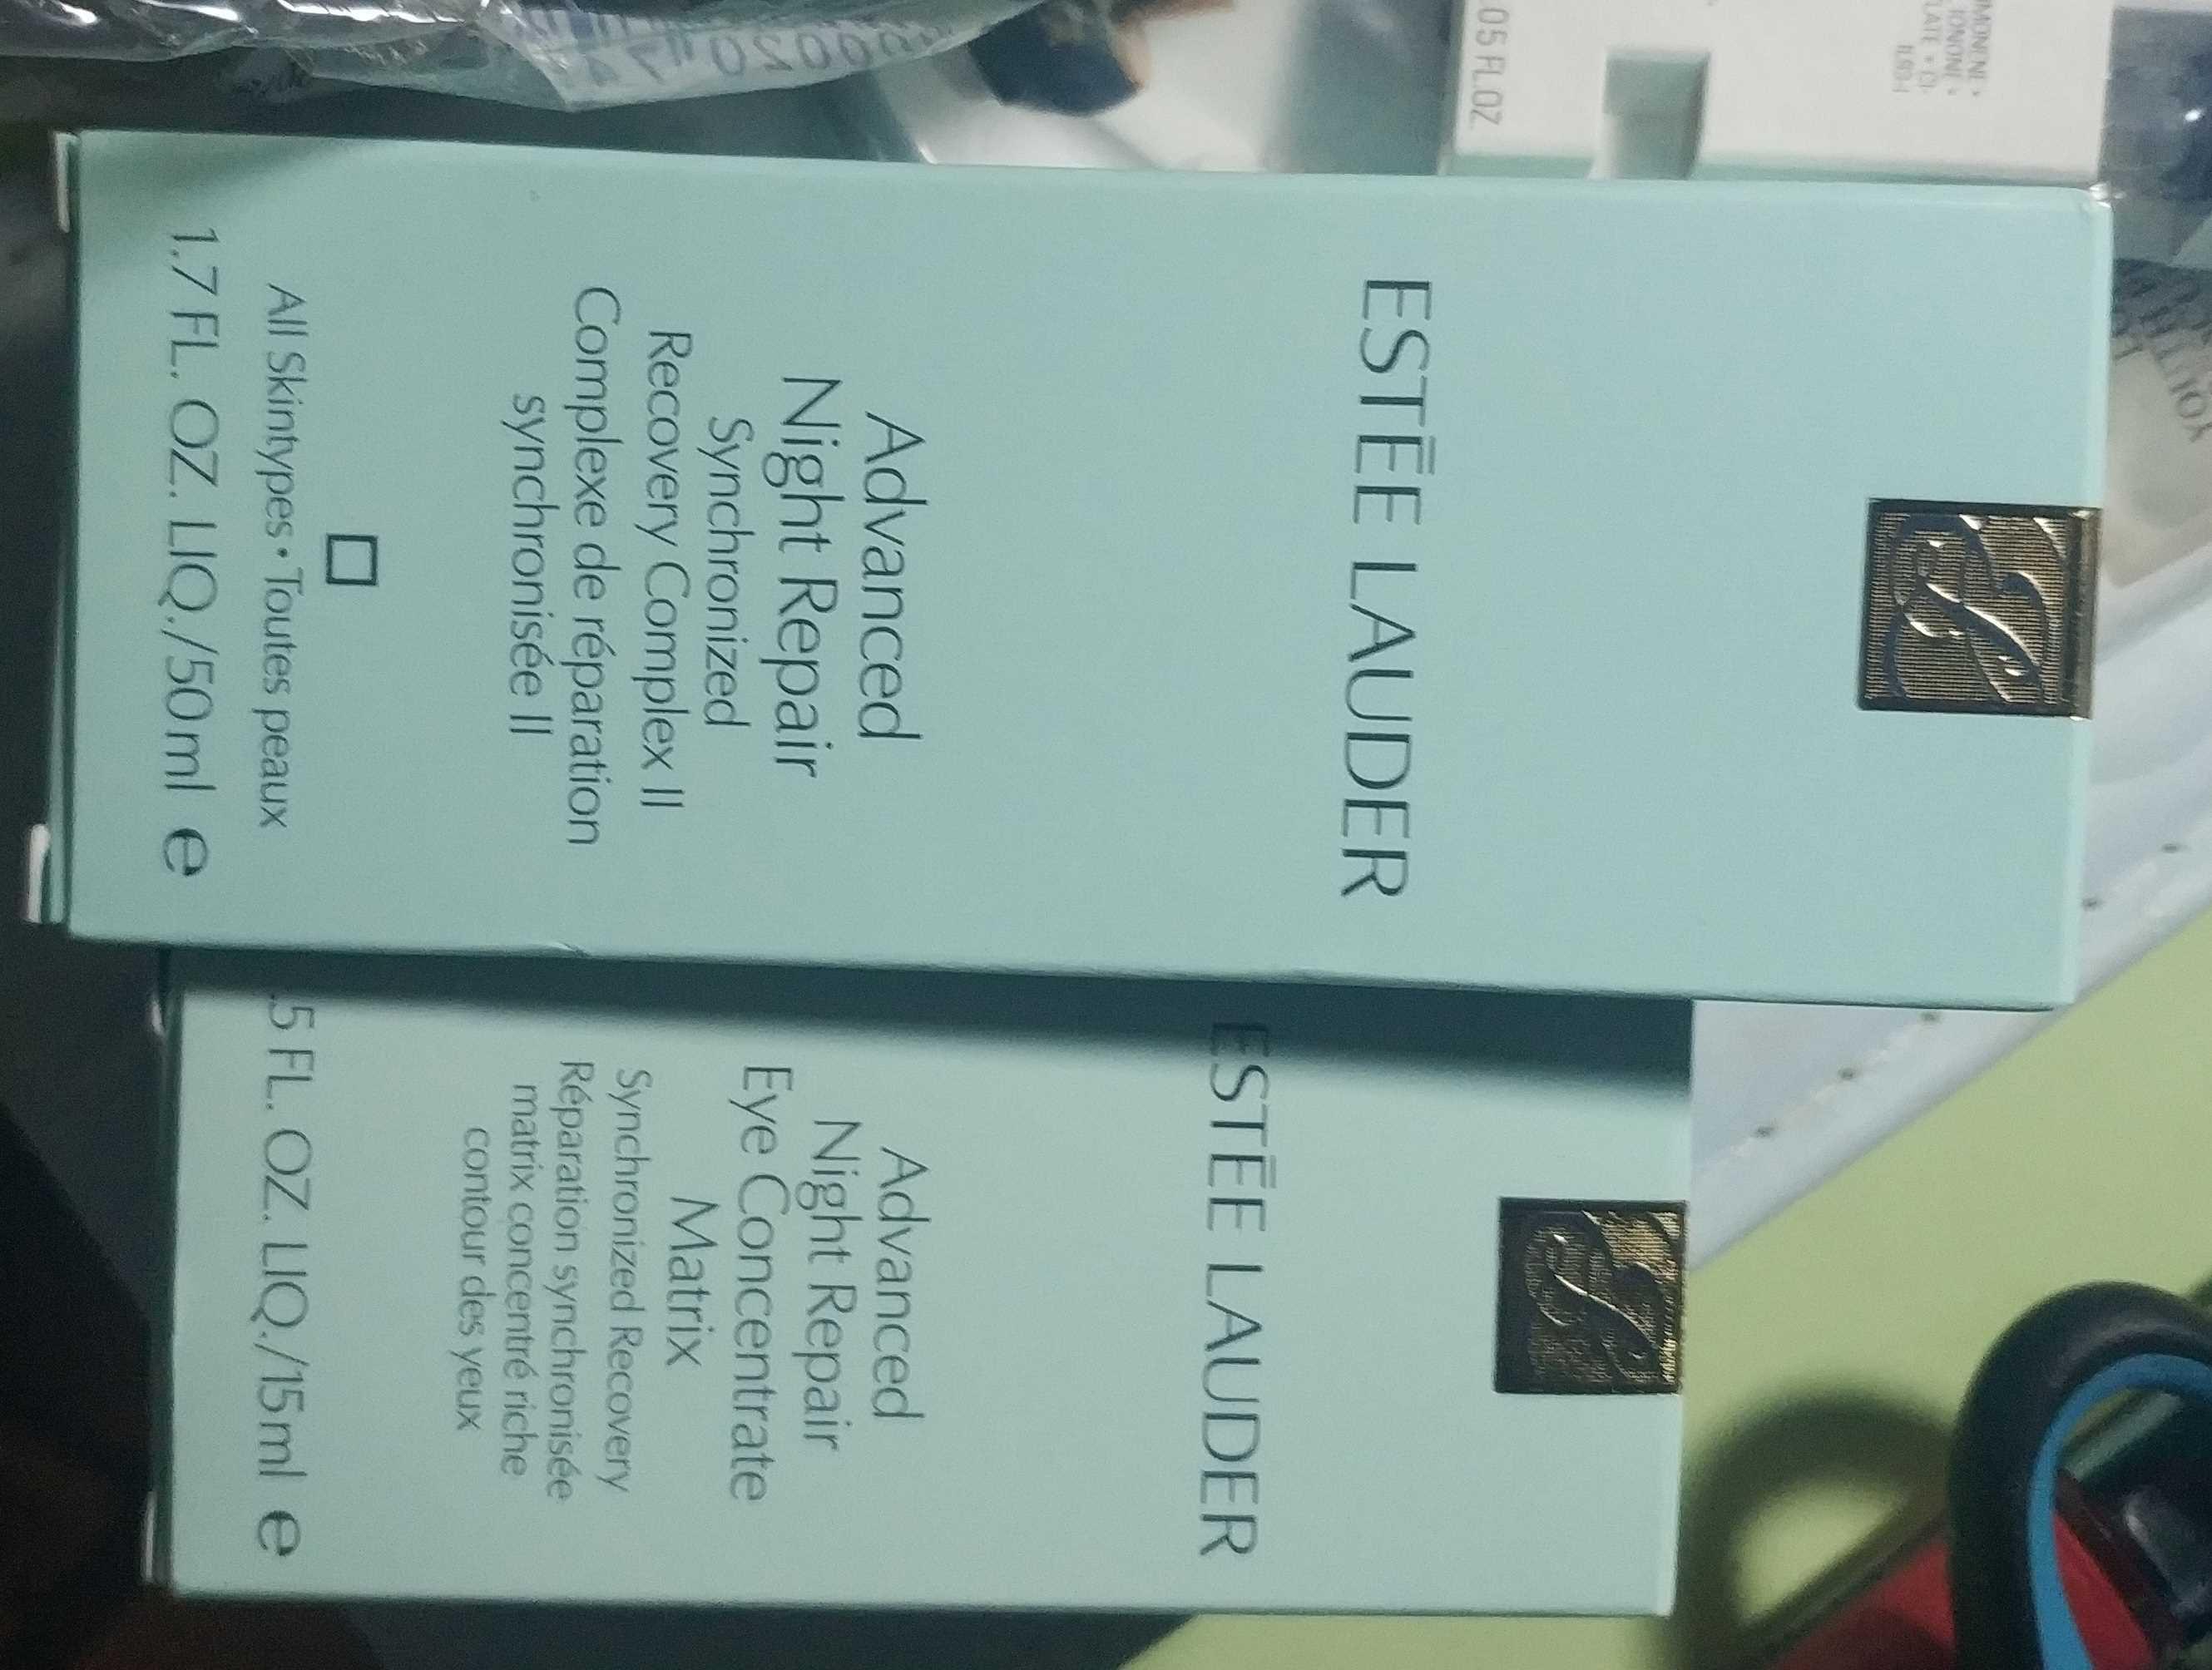 .05 FL.OZ.
ESTĒE LAUDER
Advanced
Night Repair
Synchronized
Recovery Complex II
Complexe de réparation
synchronisée II
All Skintypes • Toutes peaux
1.7 FL. OZ. LIQ./50ml e
ESTĒE LAUDER
Advanced
Night Repair
Eye Concentrate
Matrix
Synchronized Recovery
Réparation synchronisée
matrix concentré riche
contour des yeux
.5 FL. OZ. LIQ./15ml e